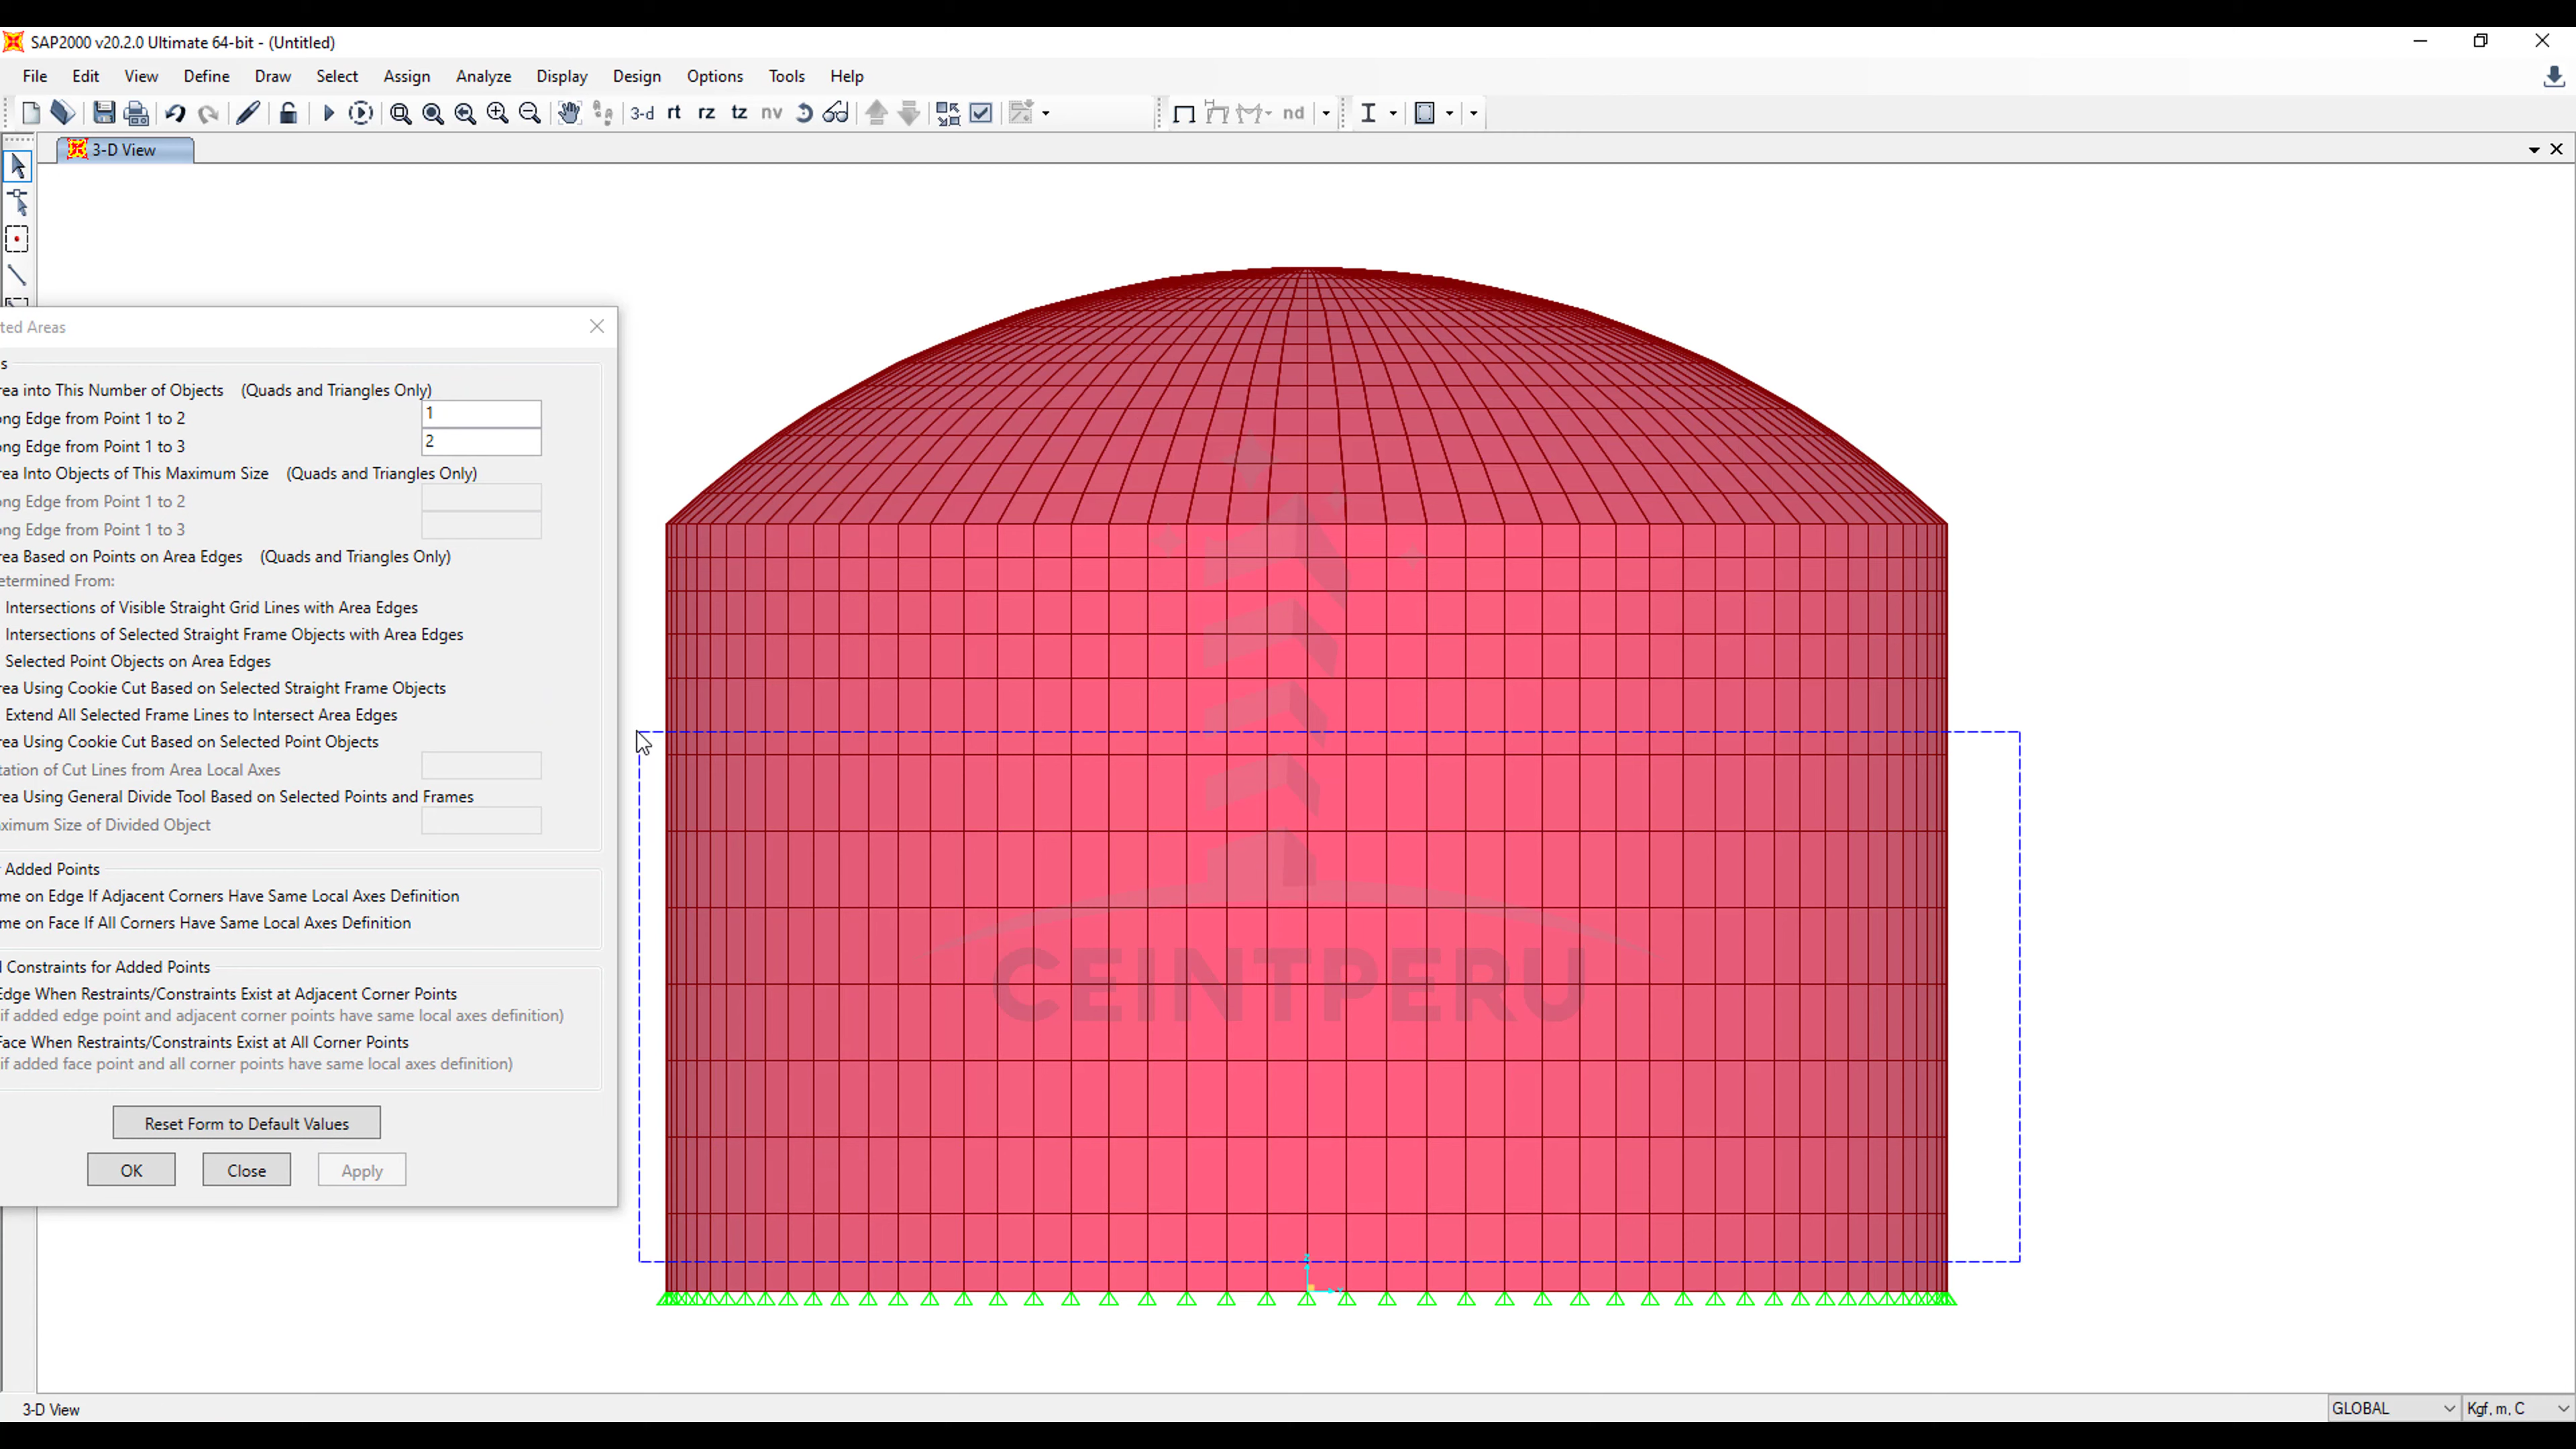 SAP2000 v20.2.0 Ultimate 64-bit - (Untitled)
File Edit View Define Draw Select Assign Analyze Display Design Options Tools Help
3-d rt rz tz nv nd
3-D View
ted Areas
s
rea into This Number of Objects (Quads and Triangles Only)
ong Edge from Point 1 to 2 1
ong Edge from Point 1 to 3 2
rea Into Objects of This Maximum Size (Quads and Triangles Only)
ong Edge from Point 1 to 2
ong Edge from Point 1 to 3
rea Based on Points on Area Edges (Quads and Triangles Only)
etermined From:
Intersections of Visible Straight Grid Lines with Area Edges
Intersections of Selected Straight Frame Objects with Area Edges
Selected Point Objects on Area Edges
rea Using Cookie Cut Based on Selected Straight Frame Objects
Extend All Selected Frame Lines to Intersect Area Edges
rea Using Cookie Cut Based on Selected Point Objects
tation of Cut Lines from Area Local Axes
rea Using General Divide Tool Based on Selected Points and Frames
ximum Size of Divided Object
r Added Points
me on Edge If Adjacent Corners Have Same Local Axes Definition
me on Face If All Corners Have Same Local Axes Definition
d Constraints for Added Points
Edge When Restraints/Constraints Exist at Adjacent Corner Points
if added edge point and adjacent corner points have same local axes definition)
Face When Restraints/Constraints Exist at All Corner Points
if added face point and all corner points have same local axes definition)
Reset Form to Default Values
OK Close Apply
CEINTPERU
Z
3-D View
GLOBAL Kgf, m, C